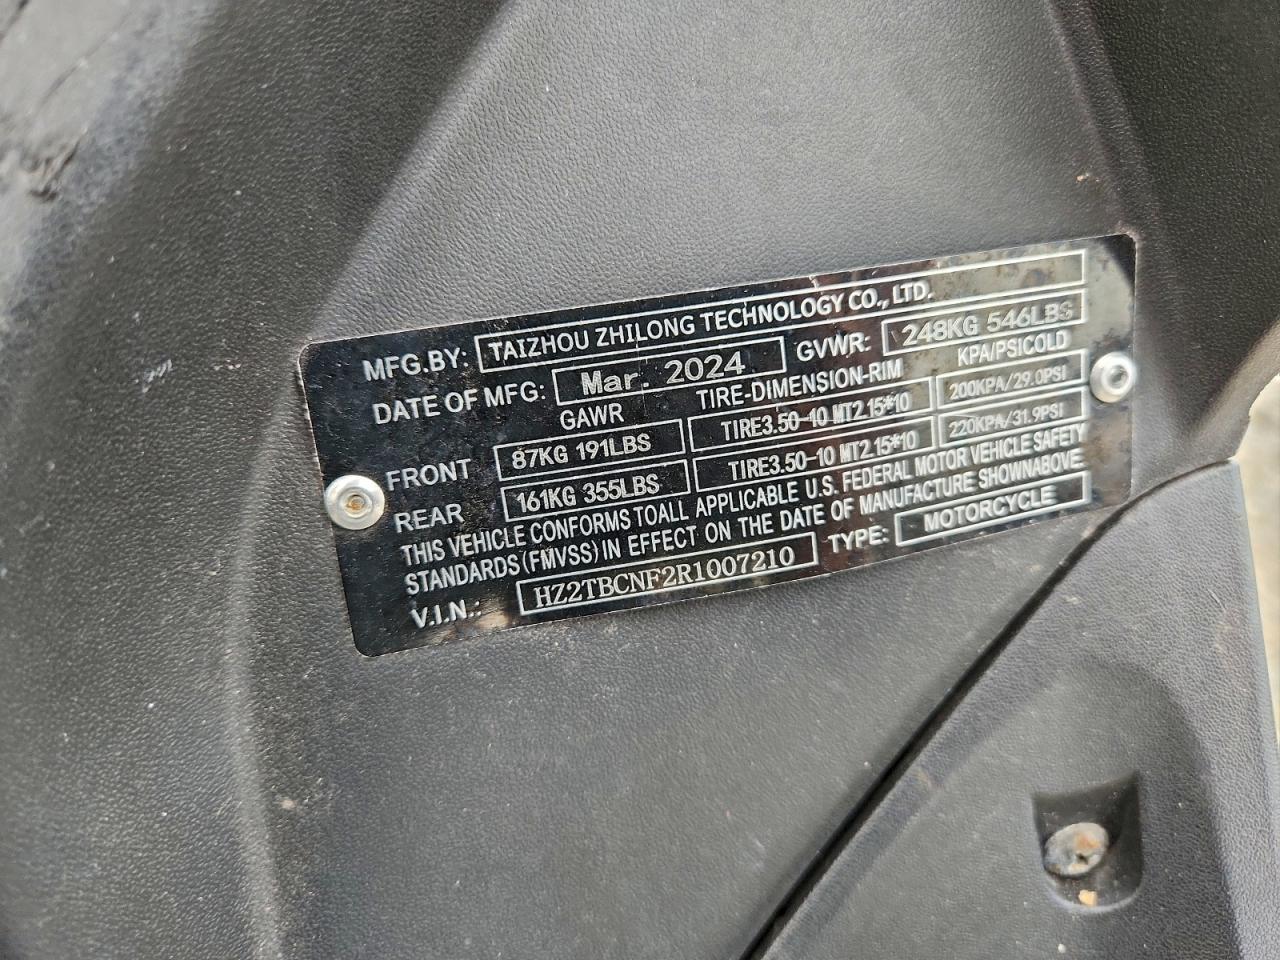 MFG.BY: TAIZHOU ZHILONG TECHNOLOGY CO., LTD.
DATE OF MFG: Mar. 2024 GVWR: 248KG 546LBS
GAWR TIRE-DIMENSION-RIM KPA/PSICOLD
FRONT 87KG 191LBS TIRE3.50-10 MT2.15*10 200KPA/29.0PSI
REAR 161KG 355LBS TIRE3.50-10 MT2.15*10 220KPA/31.9PSI
THIS VEHICLE CONFORMS TOALL APPLICABLE U.S. FEDERAL MOTOR VEHICLE SAFETY
STANDARDS(FMVSS)IN EFFECT ON THE DATE OF MANUFACTURE SHOWNABOVE
V.I.N.: HZ2TBCNF2R1007210 TYPE: MOTORCYCLE